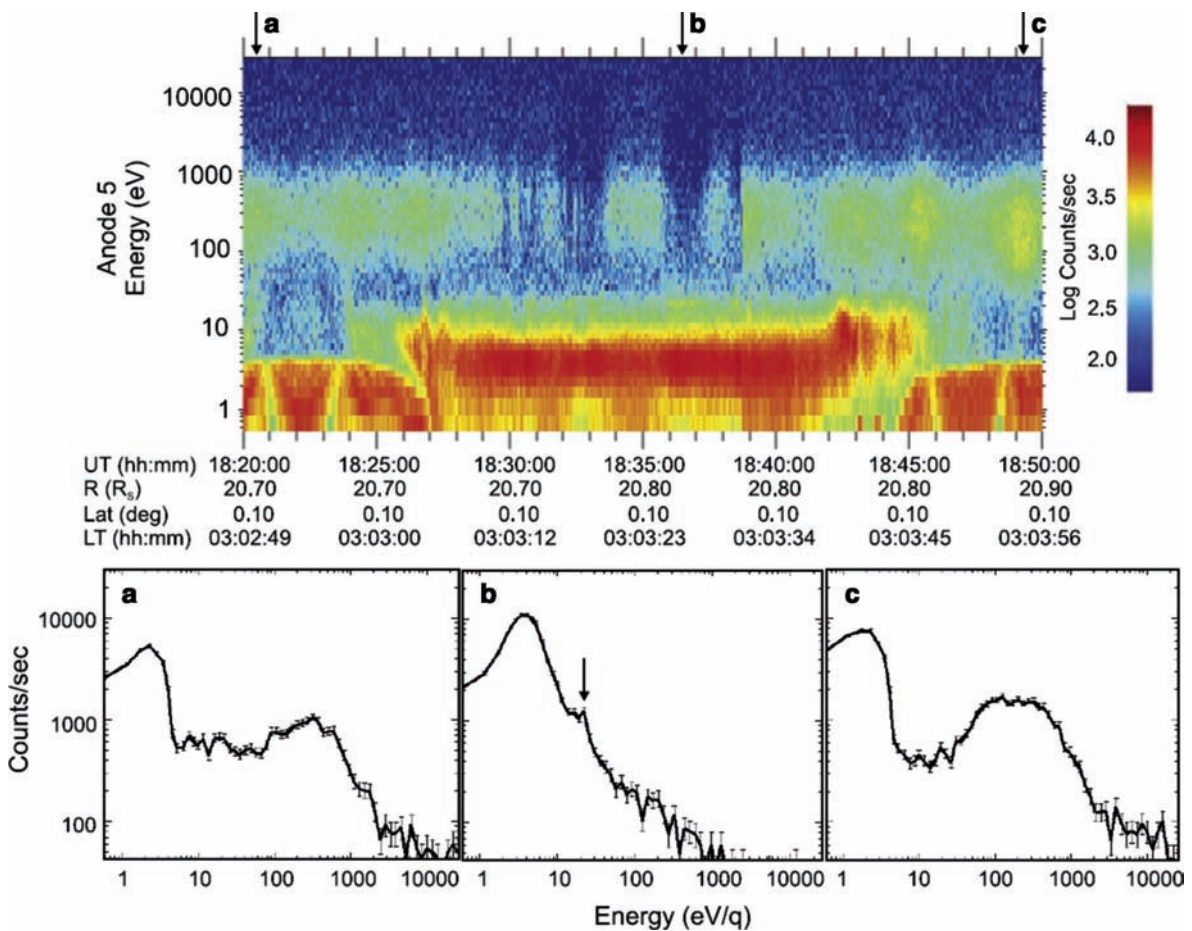 a b c
10000
1000
100
10
1
Anode 5
Energy (eV)
4.0
3.5
3.0
2.5
2.0
Log Counts/sec
UT (hh:mm) 18:20:00 18:25:00 18:30:00 18:35:00 18:40:00 18:45:00 18:50:00
R (Rs) 20.70 20.70 20.70 20.80 20.80 20.80 20.90
Lat (deg) 0.10 0.10 0.10 0.10 0.10 0.10 0.10
LT (hh:mm) 03:02:49 03:03:00 03:03:12 03:03:23 03:03:34 03:03:45 03:03:56
a b c
10000
1000
100
Counts/sec
1 10 100 1000 10000 1 10 100 1000 10000 1 10 100 1000 10000
Energy (eV/q)